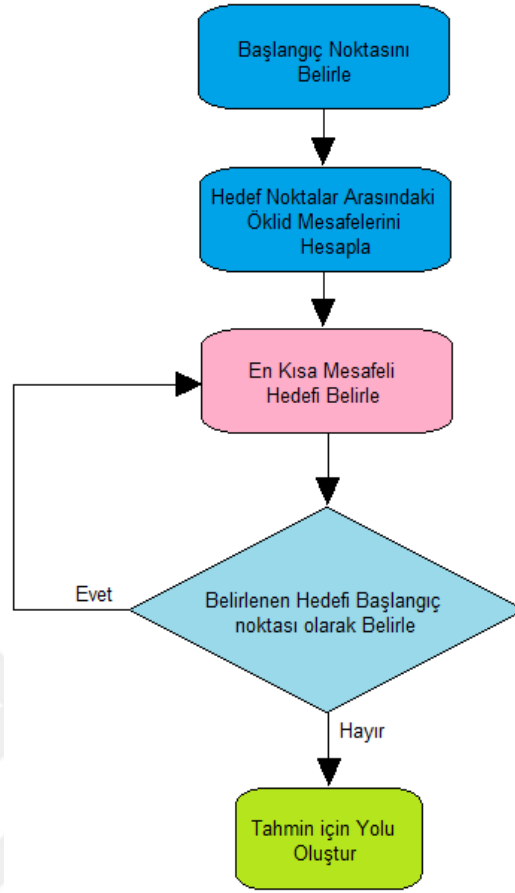 Başlangıç Noktasını
Belirle
Hedef Noktalar Arasındaki
Öklid Mesafelerini
Hesapla
En Kısa Mesafeli
Hedefi Belirle
Evet
Belirlenen Hedefi Başlangıç
noktası olarak Belirle
Hayır
Tahmin için Yolu
Oluştur